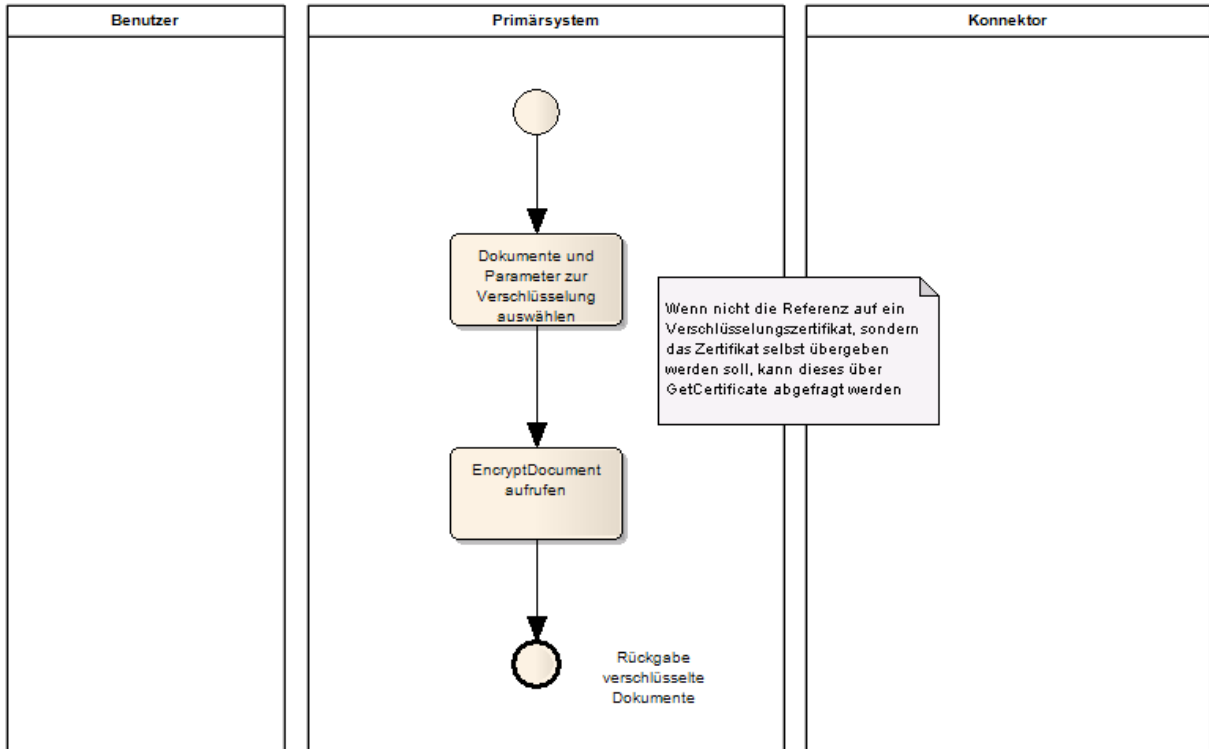 Benutzer
Primärsystem
Konnektor
Dokumente und
Parameter zur
Verschlüsselung
auswählen
Wenn nicht die Referenz auf ein
Verschlüsselungszertifikat, sondern
das Zertifikat selbst übergeben
werden soll, kann dieses über
GetCertificate abgefragt werden
EncryptDocument
aufrufen
Rückgabe
verschlüsselte
Dokumente